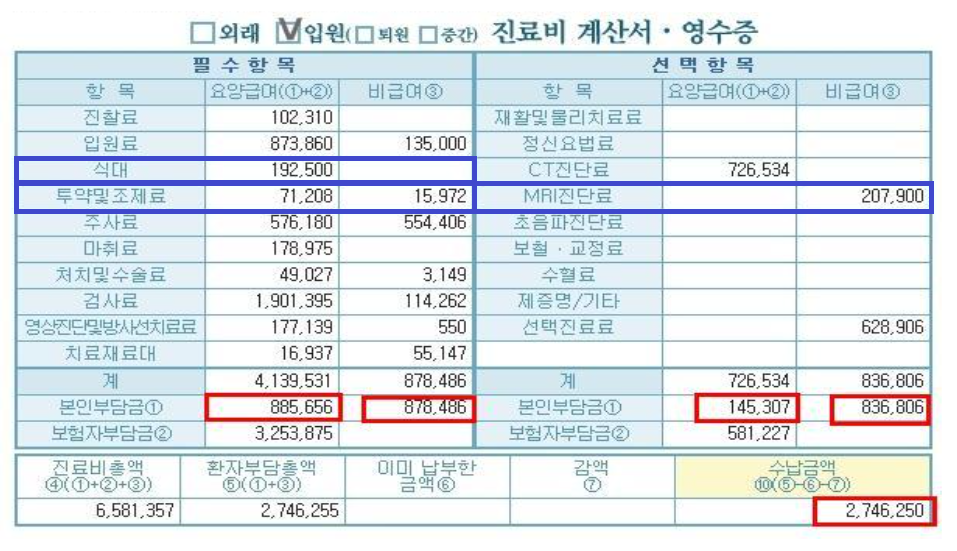 □외래 ☑입원(□퇴원 □중간) 진료비 계산서 · 영수증
필 수 항 목 선 택 항 목
항 목 요양급여(①+②) 비급여③ 항 목 요양급여(①+②) 비급여③
진찰료 102,310 재활및물리치료료
입원료 873,860 135,000 정신요법료
식대 192,500 CT진단료 726,534
투약및조제료 71,208 15,972 MRI진단료 207,900
주사료 576,180 554,406 초음파진단료
마취료 178,975 보철 · 교정료
처치및수술료 49,027 3,149 수혈료
검사료 1,901,395 114,262 제증명/기타
영상진단및방사선치료료 177,139 550 선택진료료 628,906
치료재료대 16,937 55,147
계 4,139,531 878,486 계 726,534 836,806
본인부담금① 885,656 878,486 본인부담금① 145,307 836,806
보험자부담금② 3,253,875 보험자부담금② 581,227
진료비총액 환자부담총액 이미 납부한 감액 수납금액
④(①+②+③) ⑤(①+③) 금액⑥ ⑦ ⑩(⑤-⑥-⑦)
6,581,357 2,746,255 2,746,250